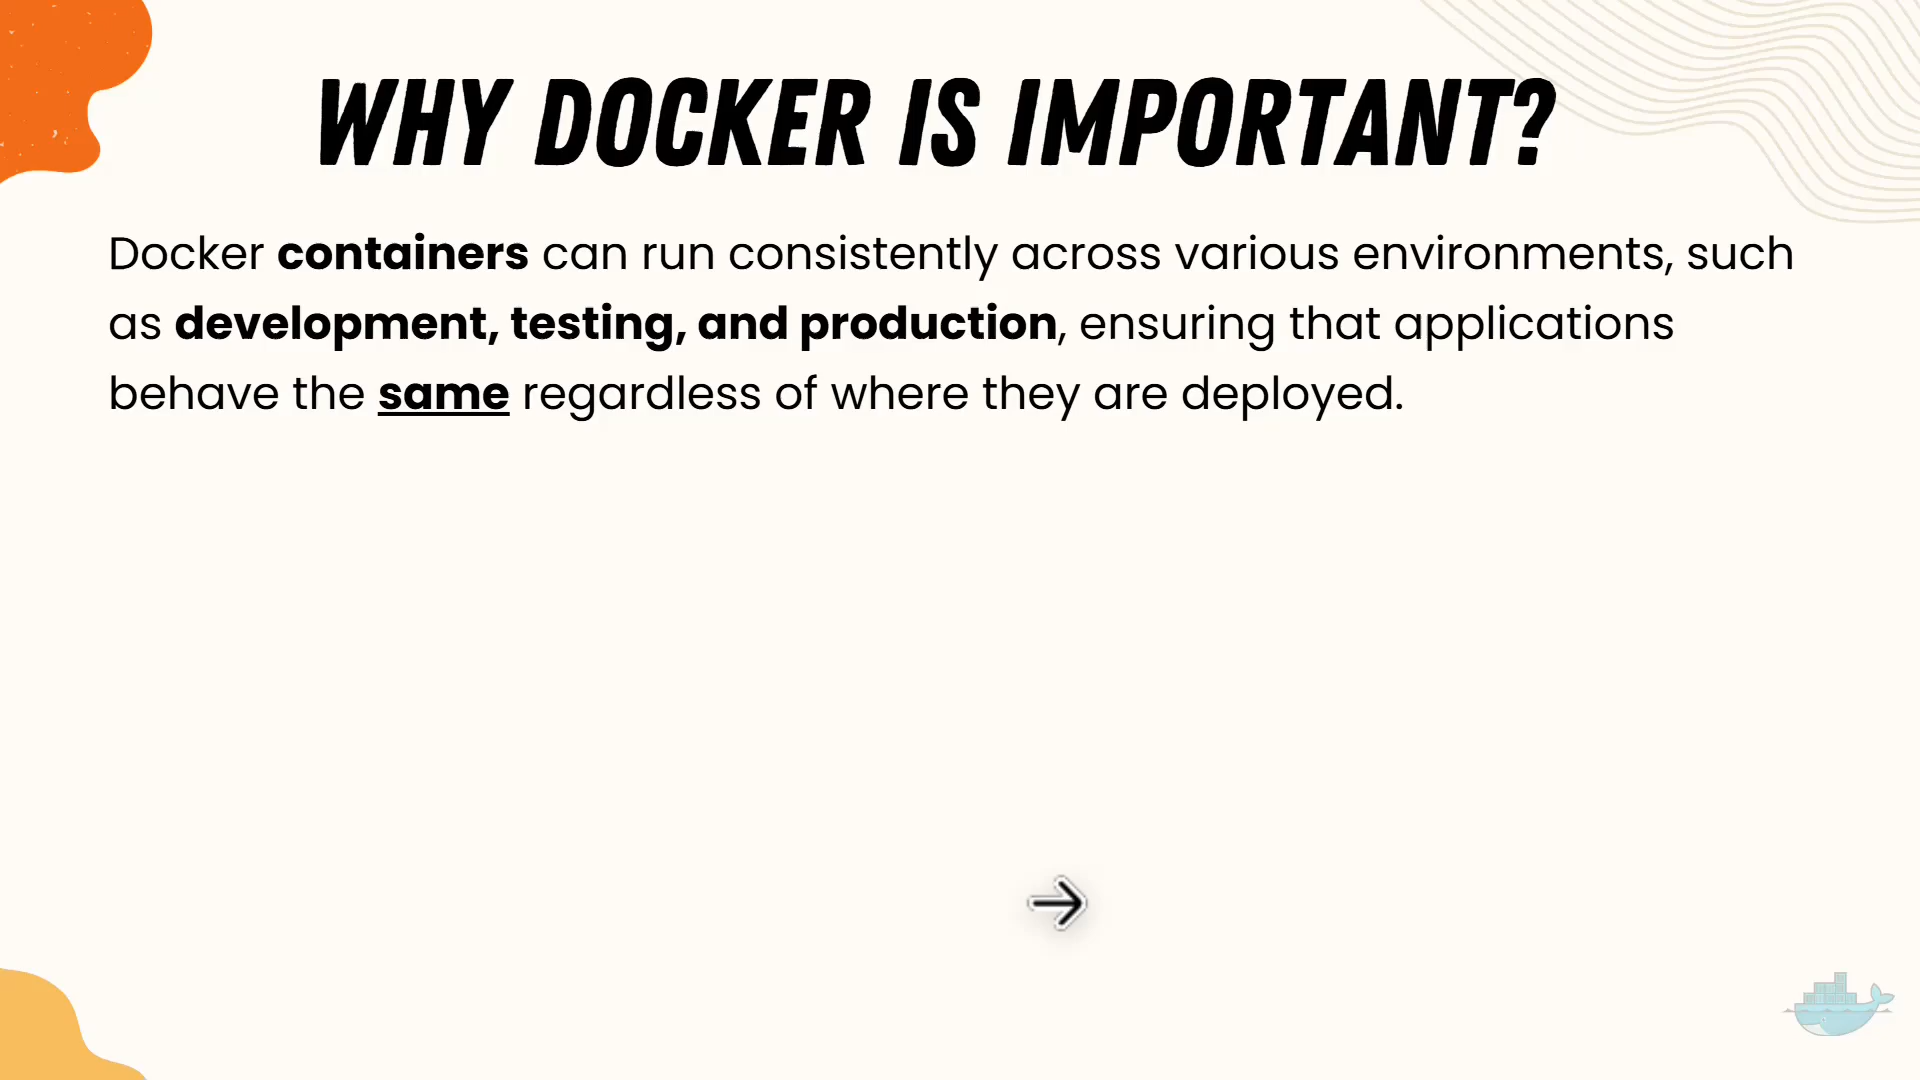 WHY DOCKER IS IMPORTANT?
Docker containers can run consistently across various environments, such
as development, testing, and production, ensuring that applications
behave the same regardless of where they are deployed.